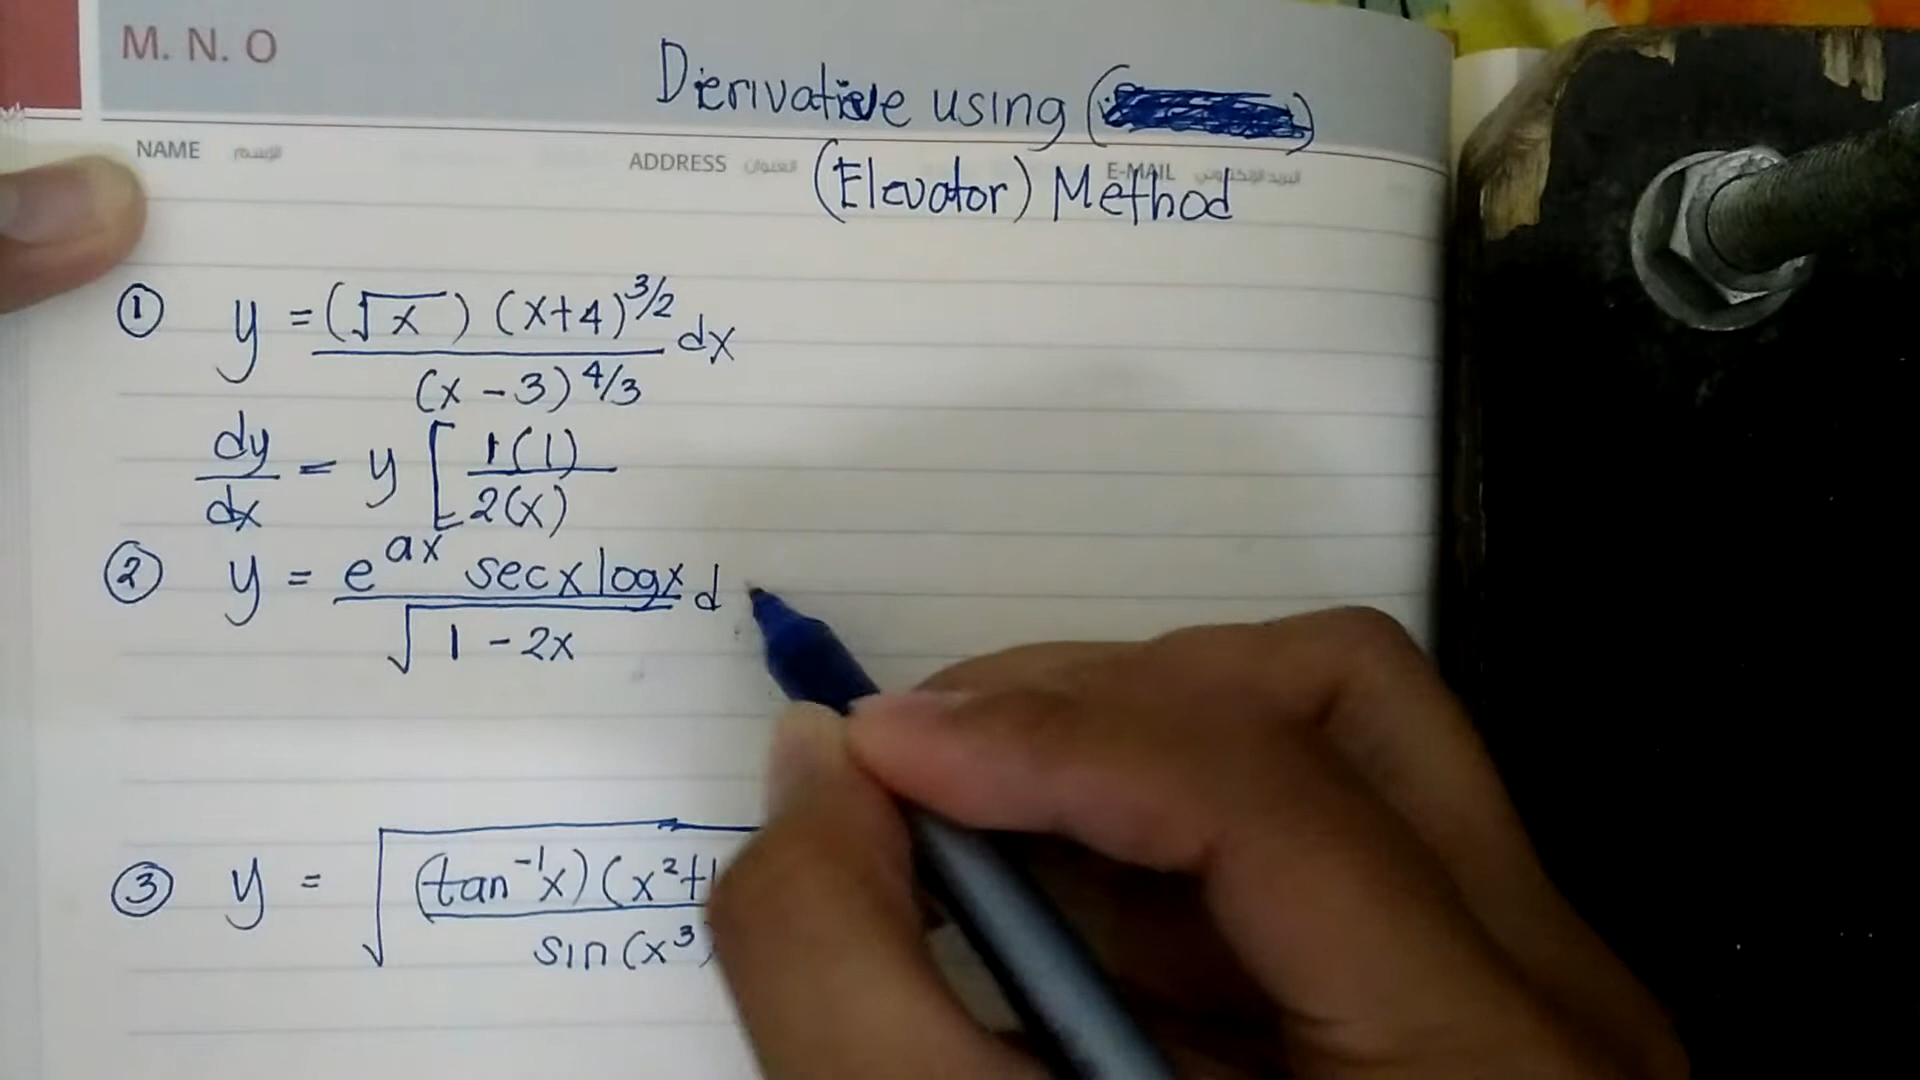 M. N. O
Derivative using (
NAME الإسم ADDRESS العنوان E-MAIL البريد الإلكتروني
(Elevator) Method
① y = (√x) (x+4)^3/2 dx
(x - 3)^4/3
dy = y [ 1(1)
dx 2(x)
② y = e^ax secx logx d
√1 - 2x
③ y = √(tan⁻¹x) (x²+1
sin (x³)